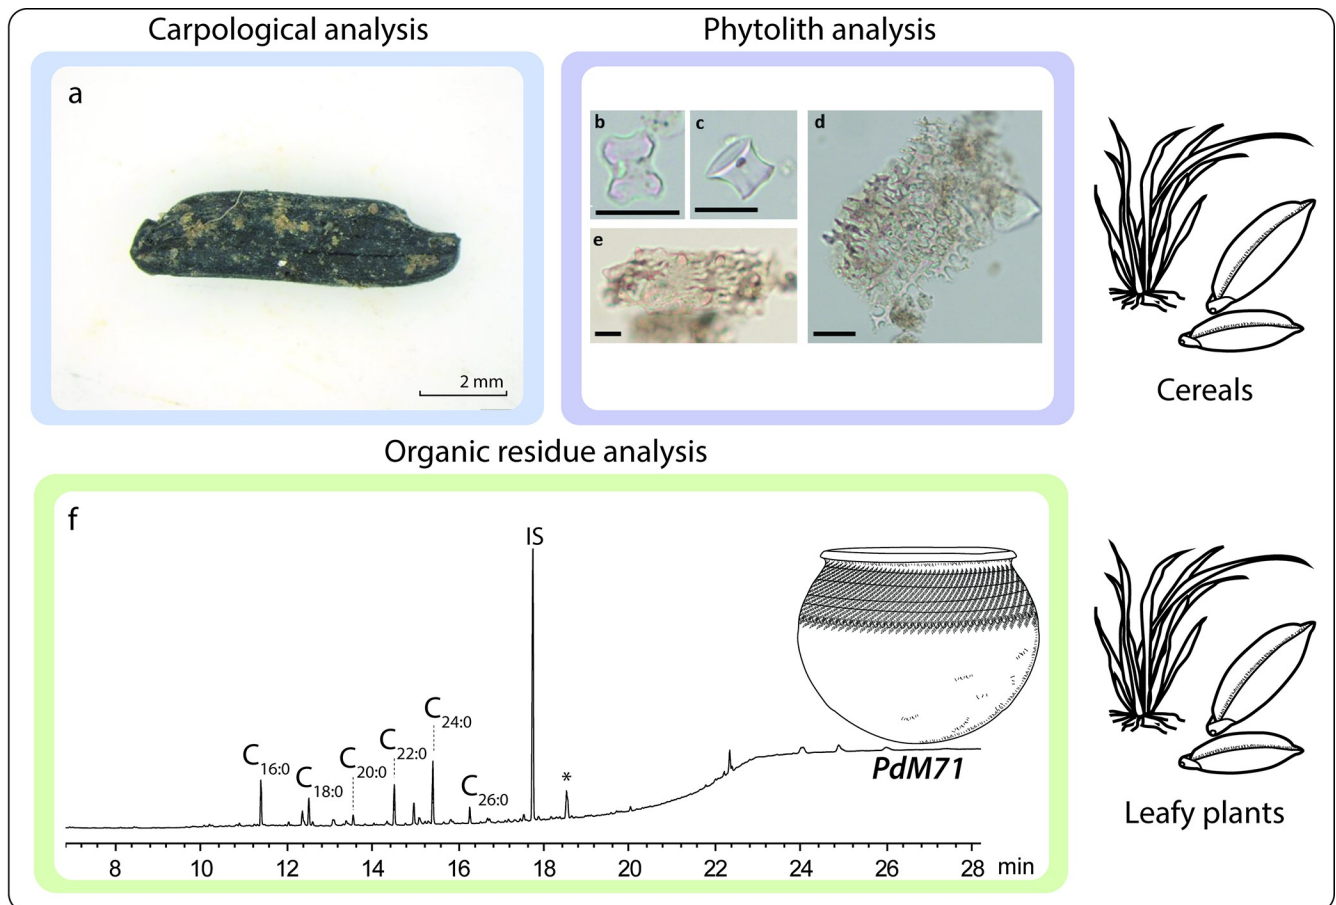 Carpological analysis
Phytolith analysis
a
2 mm
b
c
d
e
Cereals
Organic residue analysis
f
IS
C24:0
C22:0
C20:0
C16:0
C18:0
C26:0
*
PdM71
8 10 12 14 16 18 20 22 24 26 28 min
Leafy plants